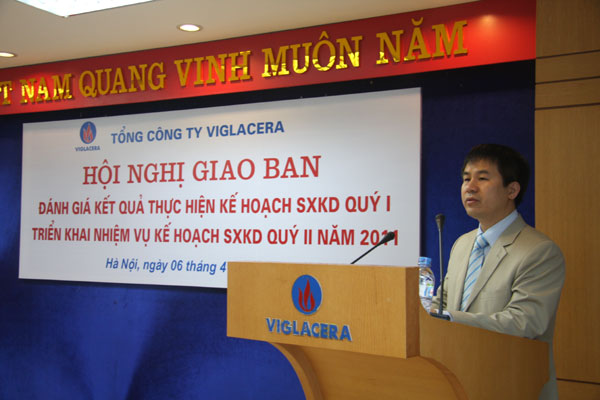 T NAM QUANG VINH MUÔN NĂM
VIGLACERA
TỔNG CÔNG TY VIGLACERA
HỘI NGHỊ GIAO BAN
ĐÁNH GIÁ KẾT QUẢ THỰC HIỆN KẾ HOẠCH SXKD QUÝ I
TRIỂN KHAI NHIỆM VỤ KẾ HOẠCH SXKD QUÝ II NĂM 2011
Hà Nội, ngày 06 tháng 4
VIGLACERA